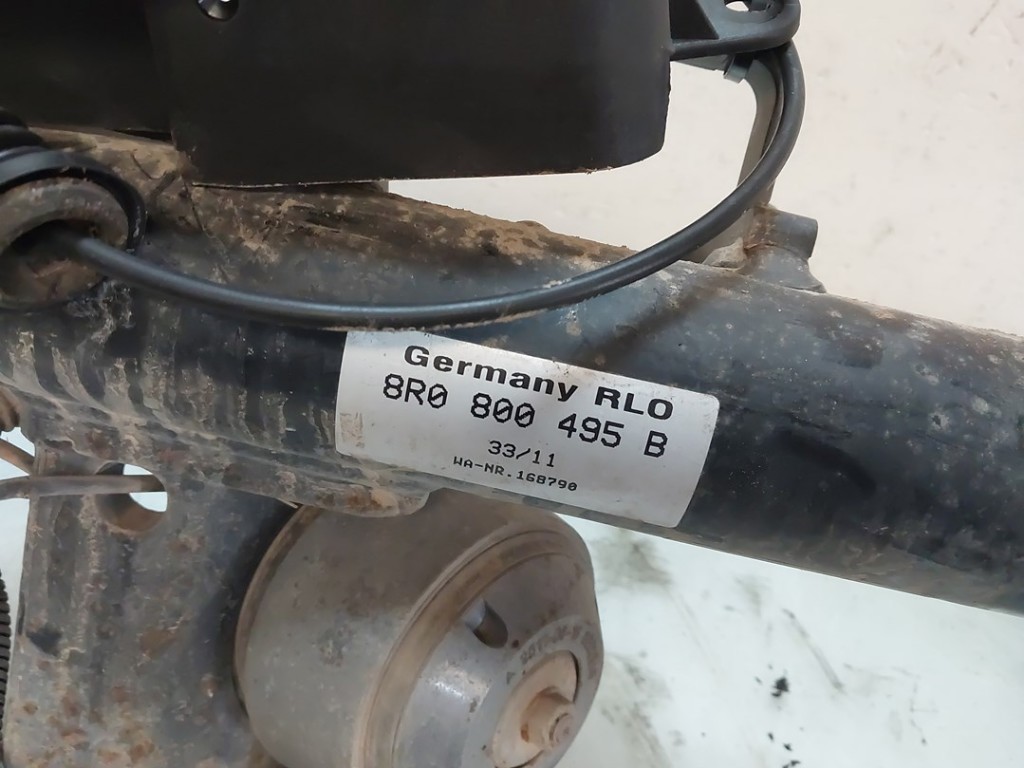 Germany RLO
8R0 800 495 B
33/11
WA-NR.168790